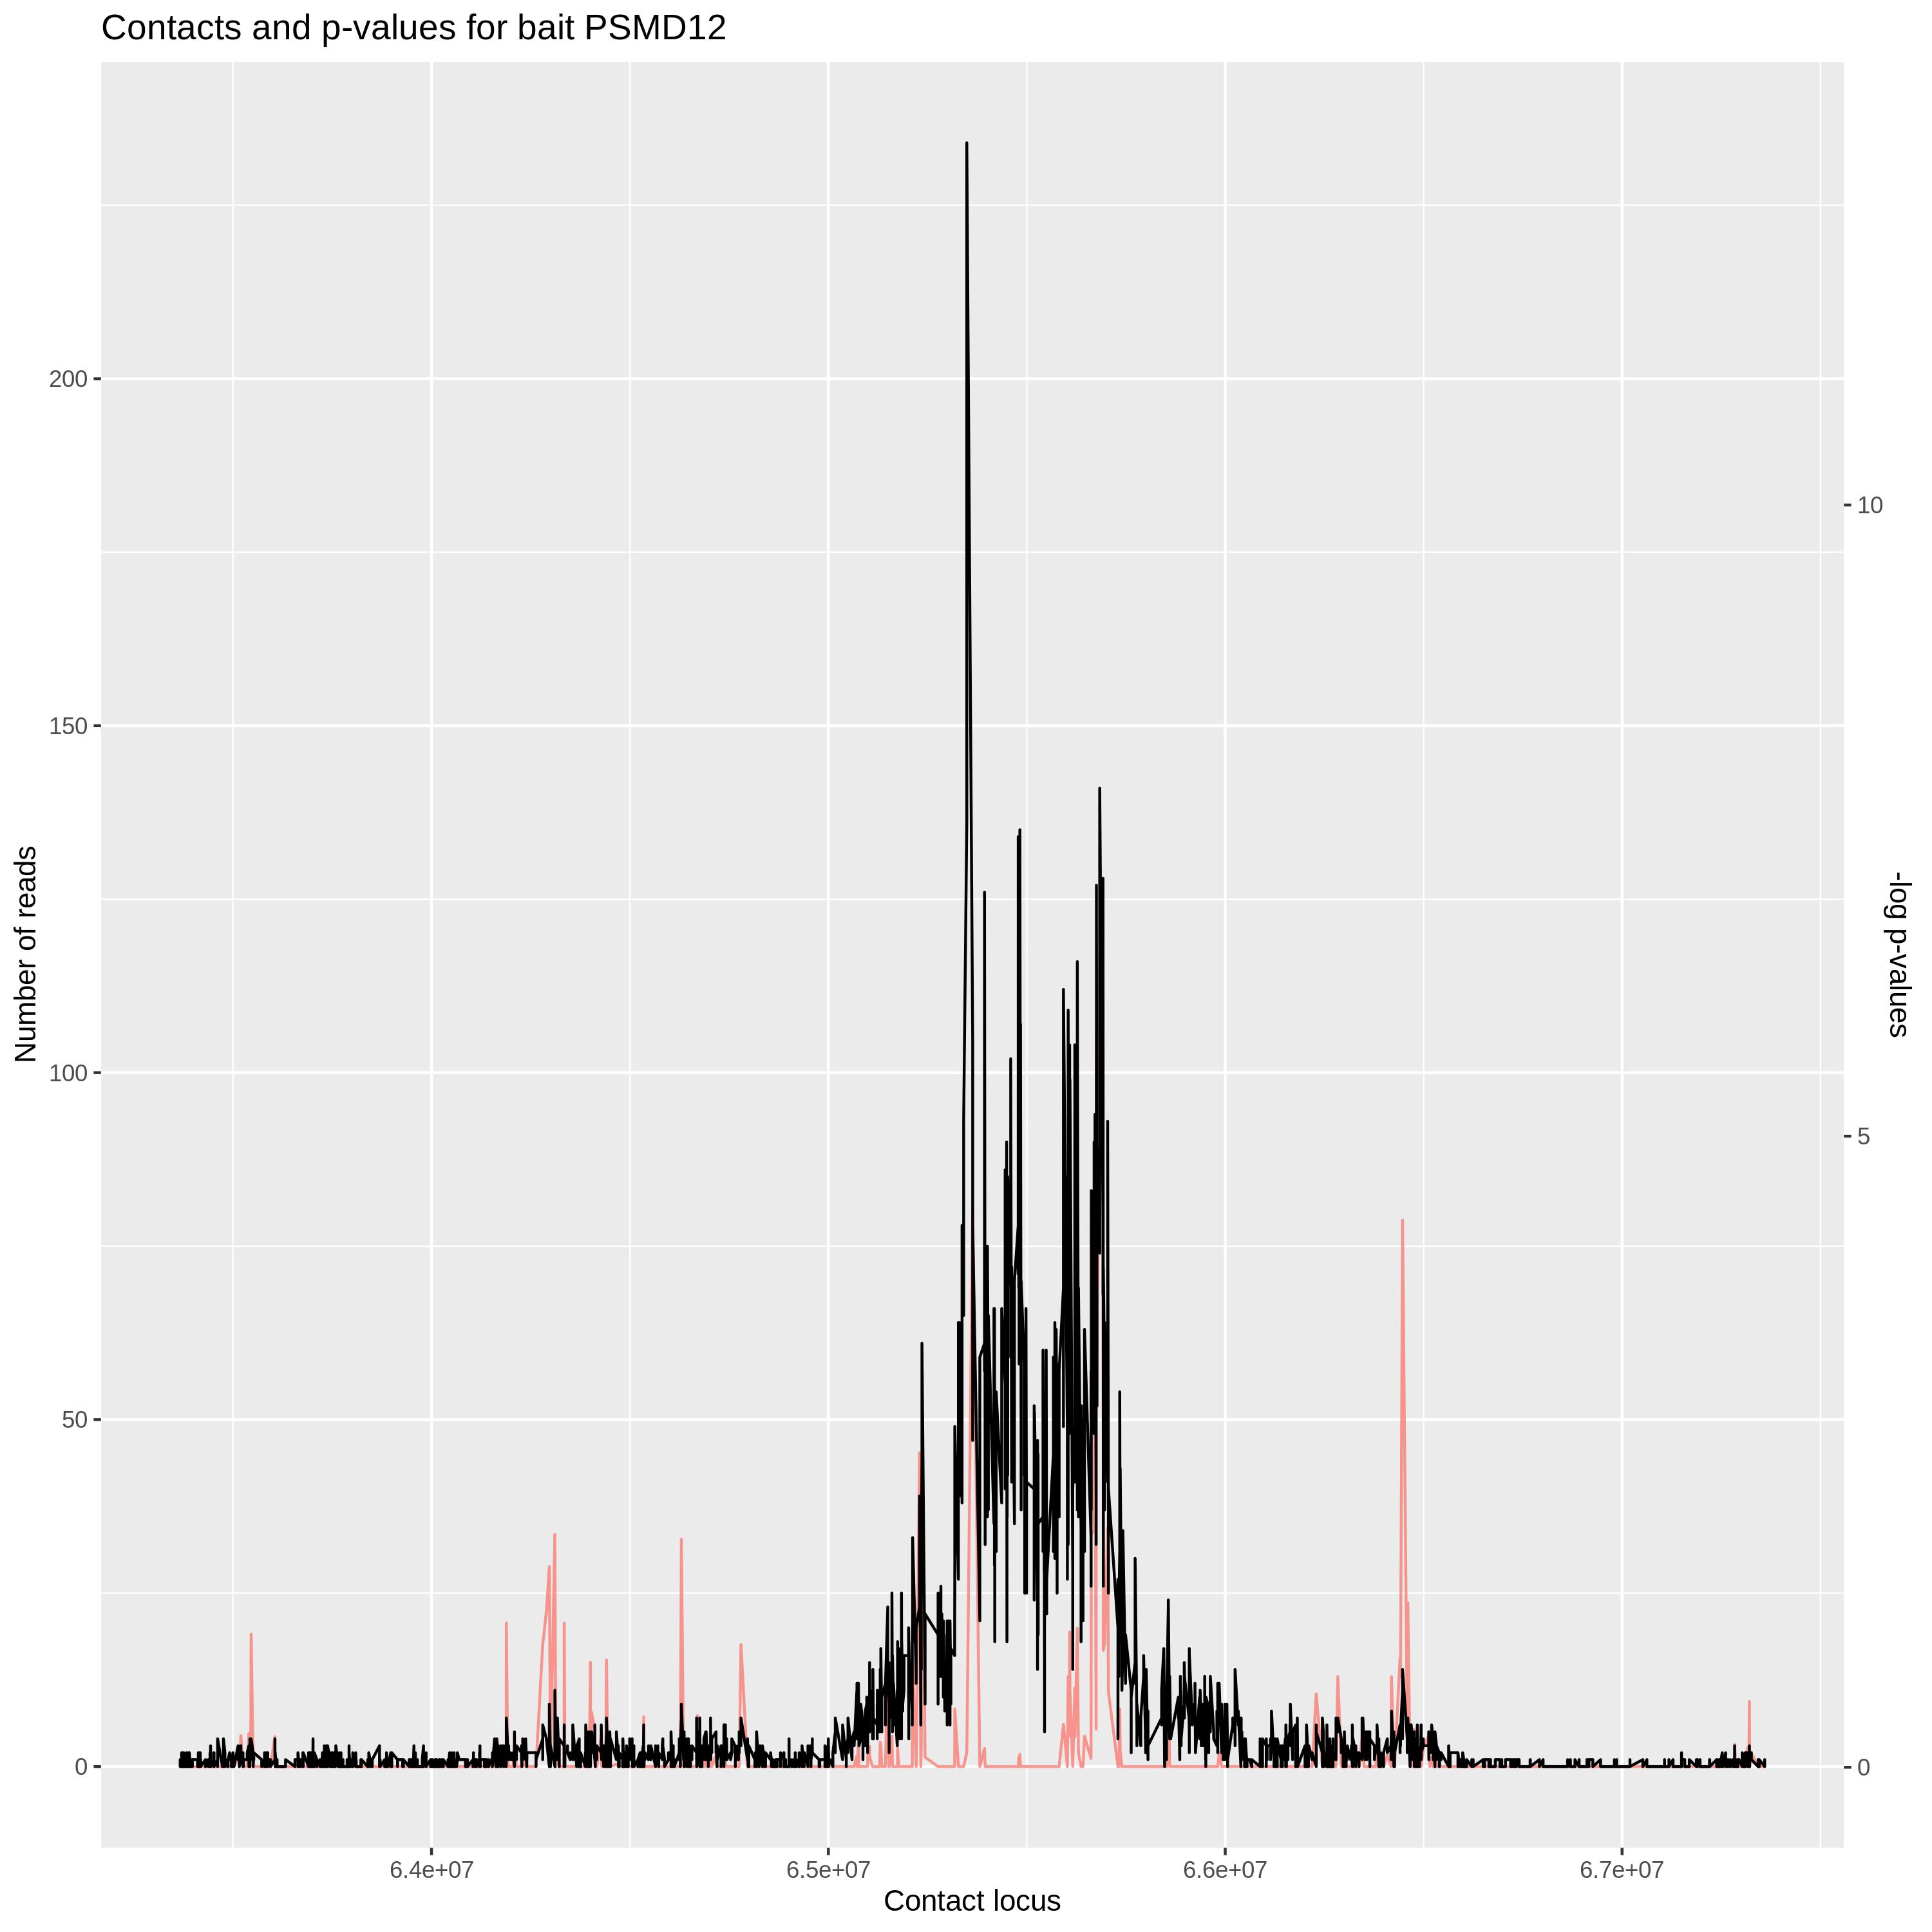 Contacts and p-values for bait PSMD12
Number of reads
200
150
100
50
0
10
5
0
-log p-values
6.4e+07
6.5e+07
6.6e+07
6.7e+07
Contact locus